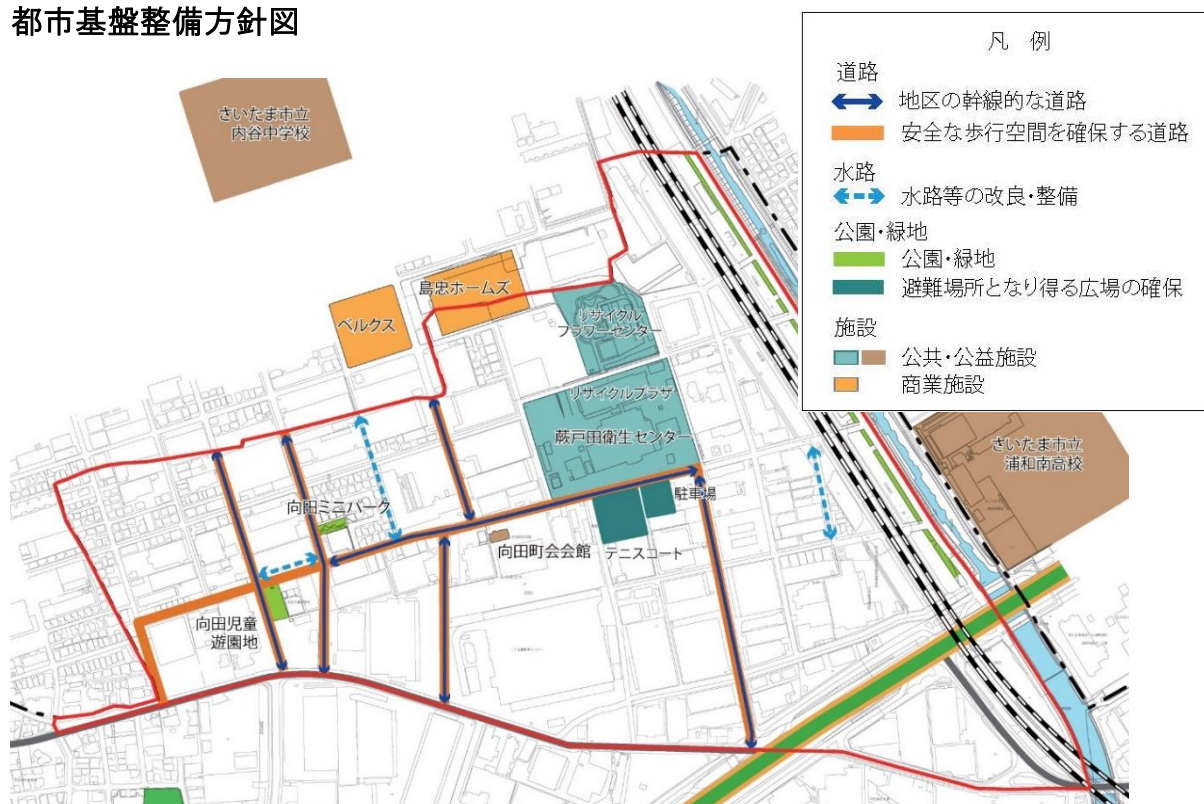 都市基盤整備方針図
凡 例
道路
地区の幹線的な道路
安全な歩行空間を確保する道路
水路
水路等の改良・整備
公園・緑地
公園・緑地
避難場所となり得る広場の確保
施設
公共・公益施設
商業施設
さいたま市立
内谷中学校
島忠ホームズ
ベルクス
リサイクル
フラワーセンター
リサイクルプラザ
蕨戸田衛生センター
さいたま市立
浦和南高校
駐車場
向田ミニパーク
向田町会会館
テニスコート
向田児童
遊園地